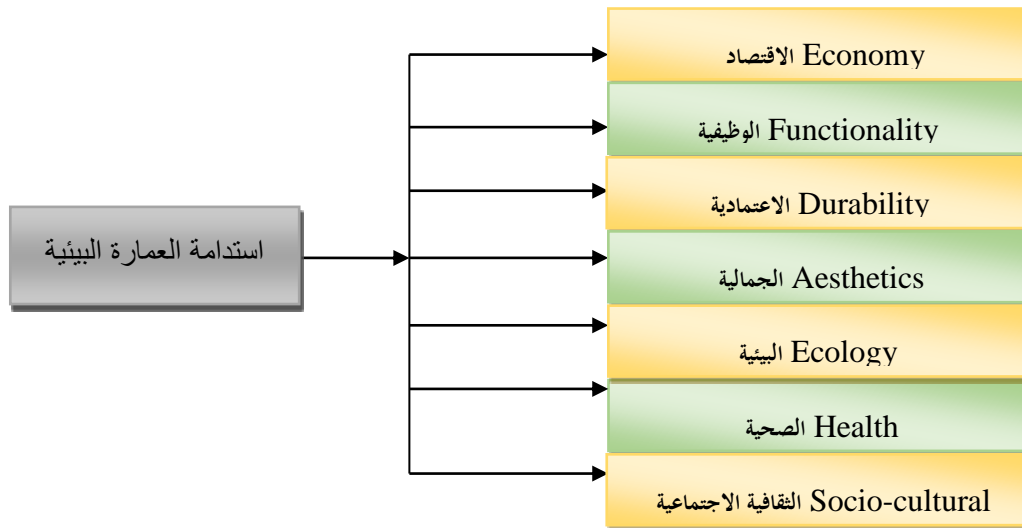 الاقتصاد Economy
الوظيفية Functionality
الاعتمادية Durability
استدامة العمارة البيئية
الجمالية Aesthetics
البيئية Ecology
الصحية Health
الثقافية الاجتماعية Socio-cultural